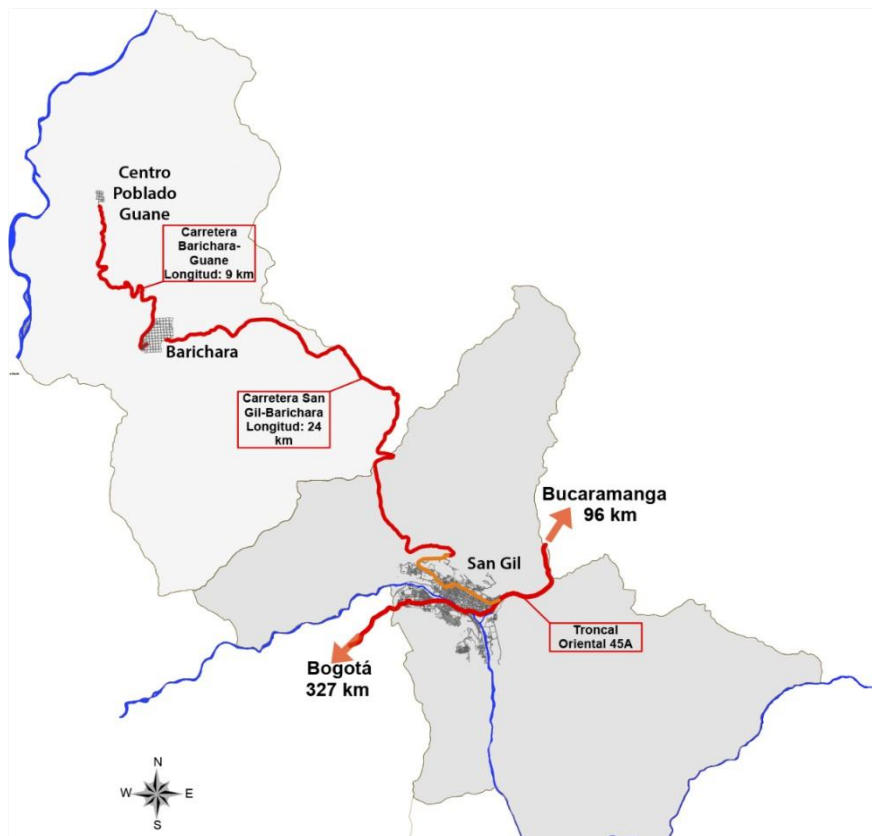 Centro
Poblado
Guane
Carretera
Barichara-
Guane
Longitud: 9 km
Barichara
Carretera San
Gil-Barichara
Longitud: 24
km
Bucaramanga
96 km
San Gil
Troncal
Oriental 45A
Bogotá
327 km
N
W
E
S